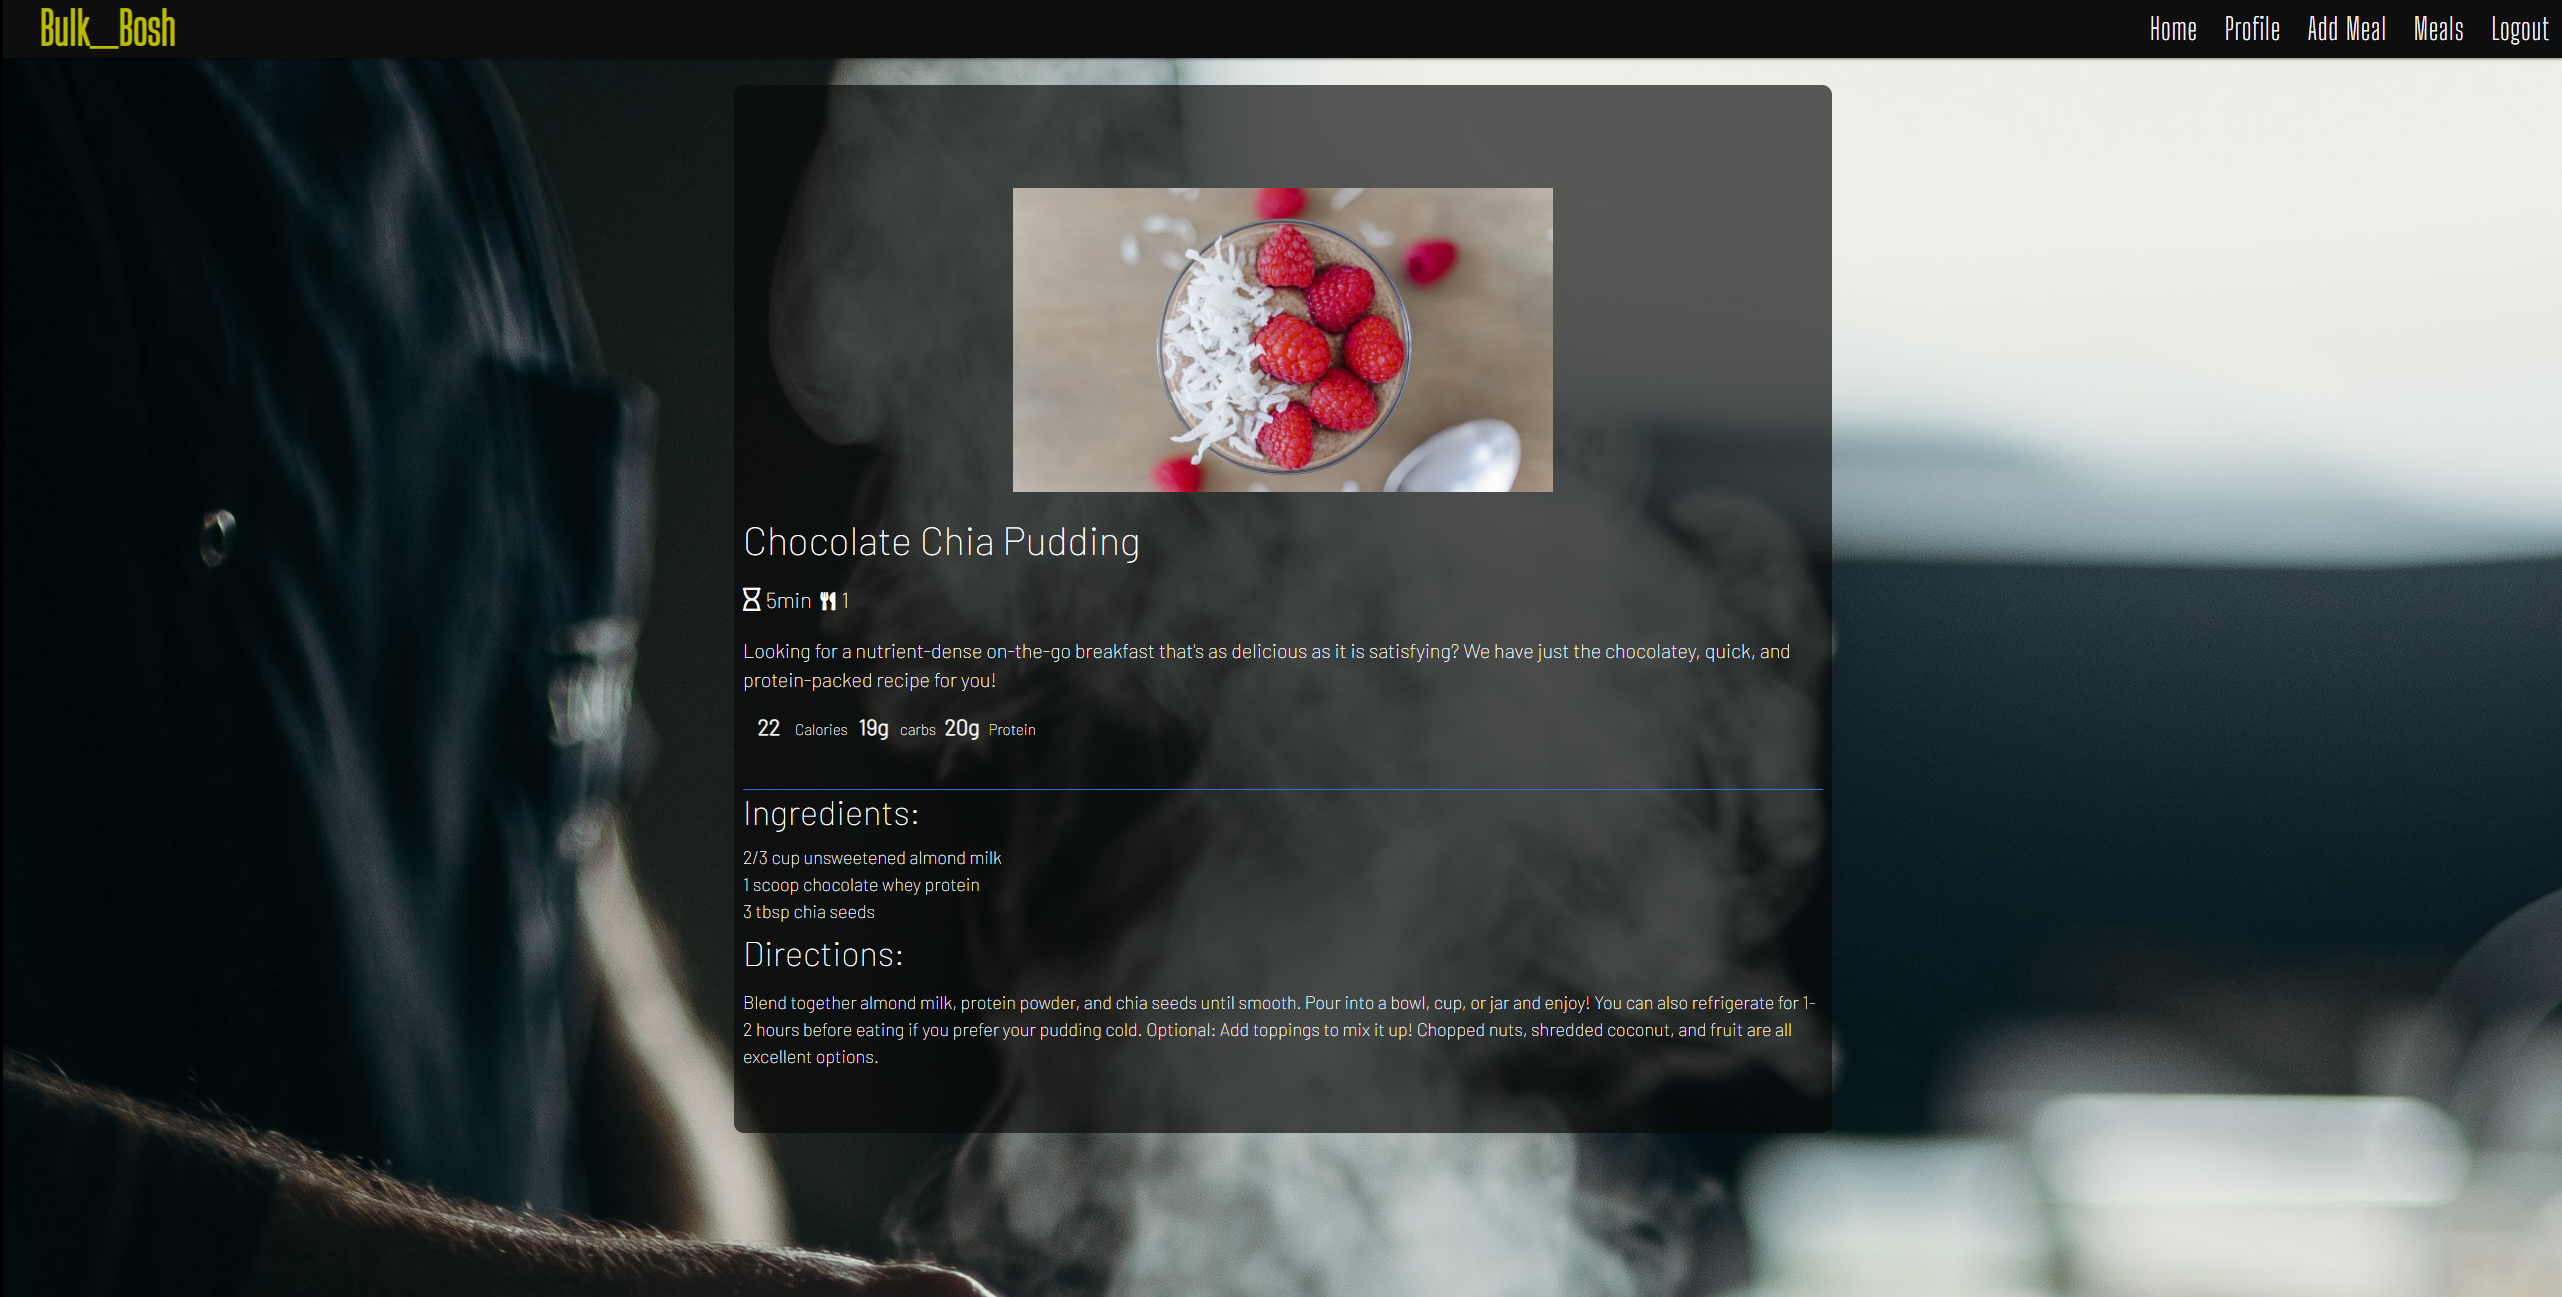 Bulk__Bosh
Home Profile Add Meal Meals Logout
Chocolate Chia Pudding
5min 1
Looking for a nutrient-dense on-the-go breakfast that's as delicious as it is satisfying? We have just the chocolatey, quick, and
protein-packed recipe for you!
22 Calories 19g carbs 20g Protein
Ingredients:
2/3 cup unsweetened almond milk
1 scoop chocolate whey protein
3 tbsp chia seeds
Directions:
Blend together almond milk, protein powder, and chia seeds until smooth. Pour into a bowl, cup, or jar and enjoy! You can also refrigerate for 1-
2 hours before eating if you prefer your pudding cold. Optional: Add toppings to mix it up! Chopped nuts, shredded coconut, and fruit are all
excellent options.